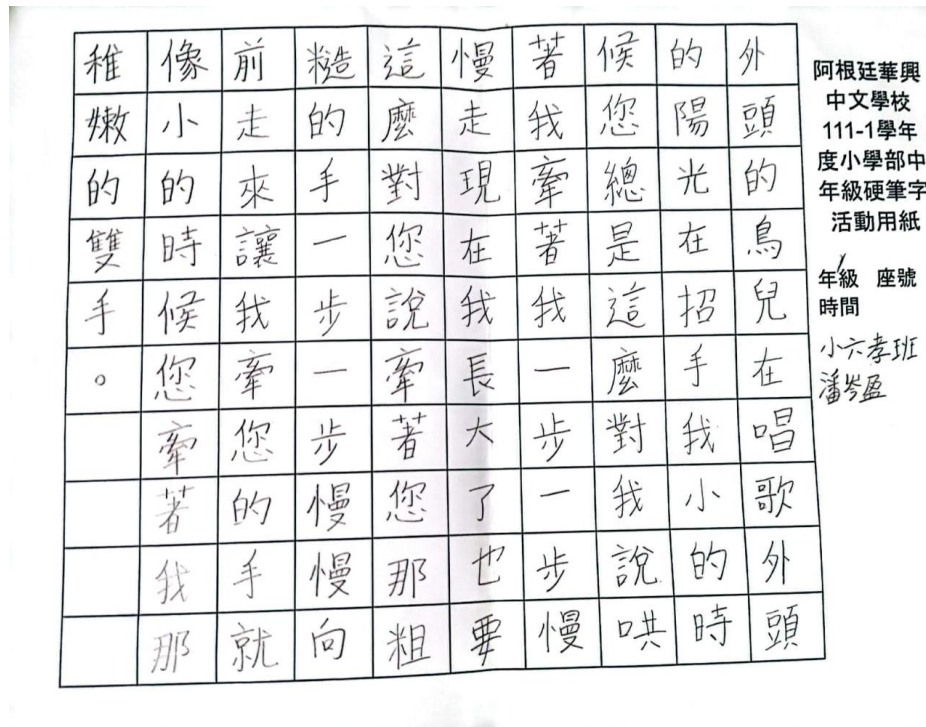 阿根廷華興
中文學校
111-1學年
度小學部中
年級硬筆字
活動用紙
年級 座號
時間
小六孝班
潘岑盈
外頭的鳥兒在唱歌外頭
的陽光在招手我小的時
候您總是這麼對我說哄
著我牽著我一步一步慢
慢走現在我長大了也要
這麼對您說牽著您那粗
糙的手一步一步慢慢向
前走來讓我牽您的手就
像小的時候您牽著我那
稚嫩的雙手。